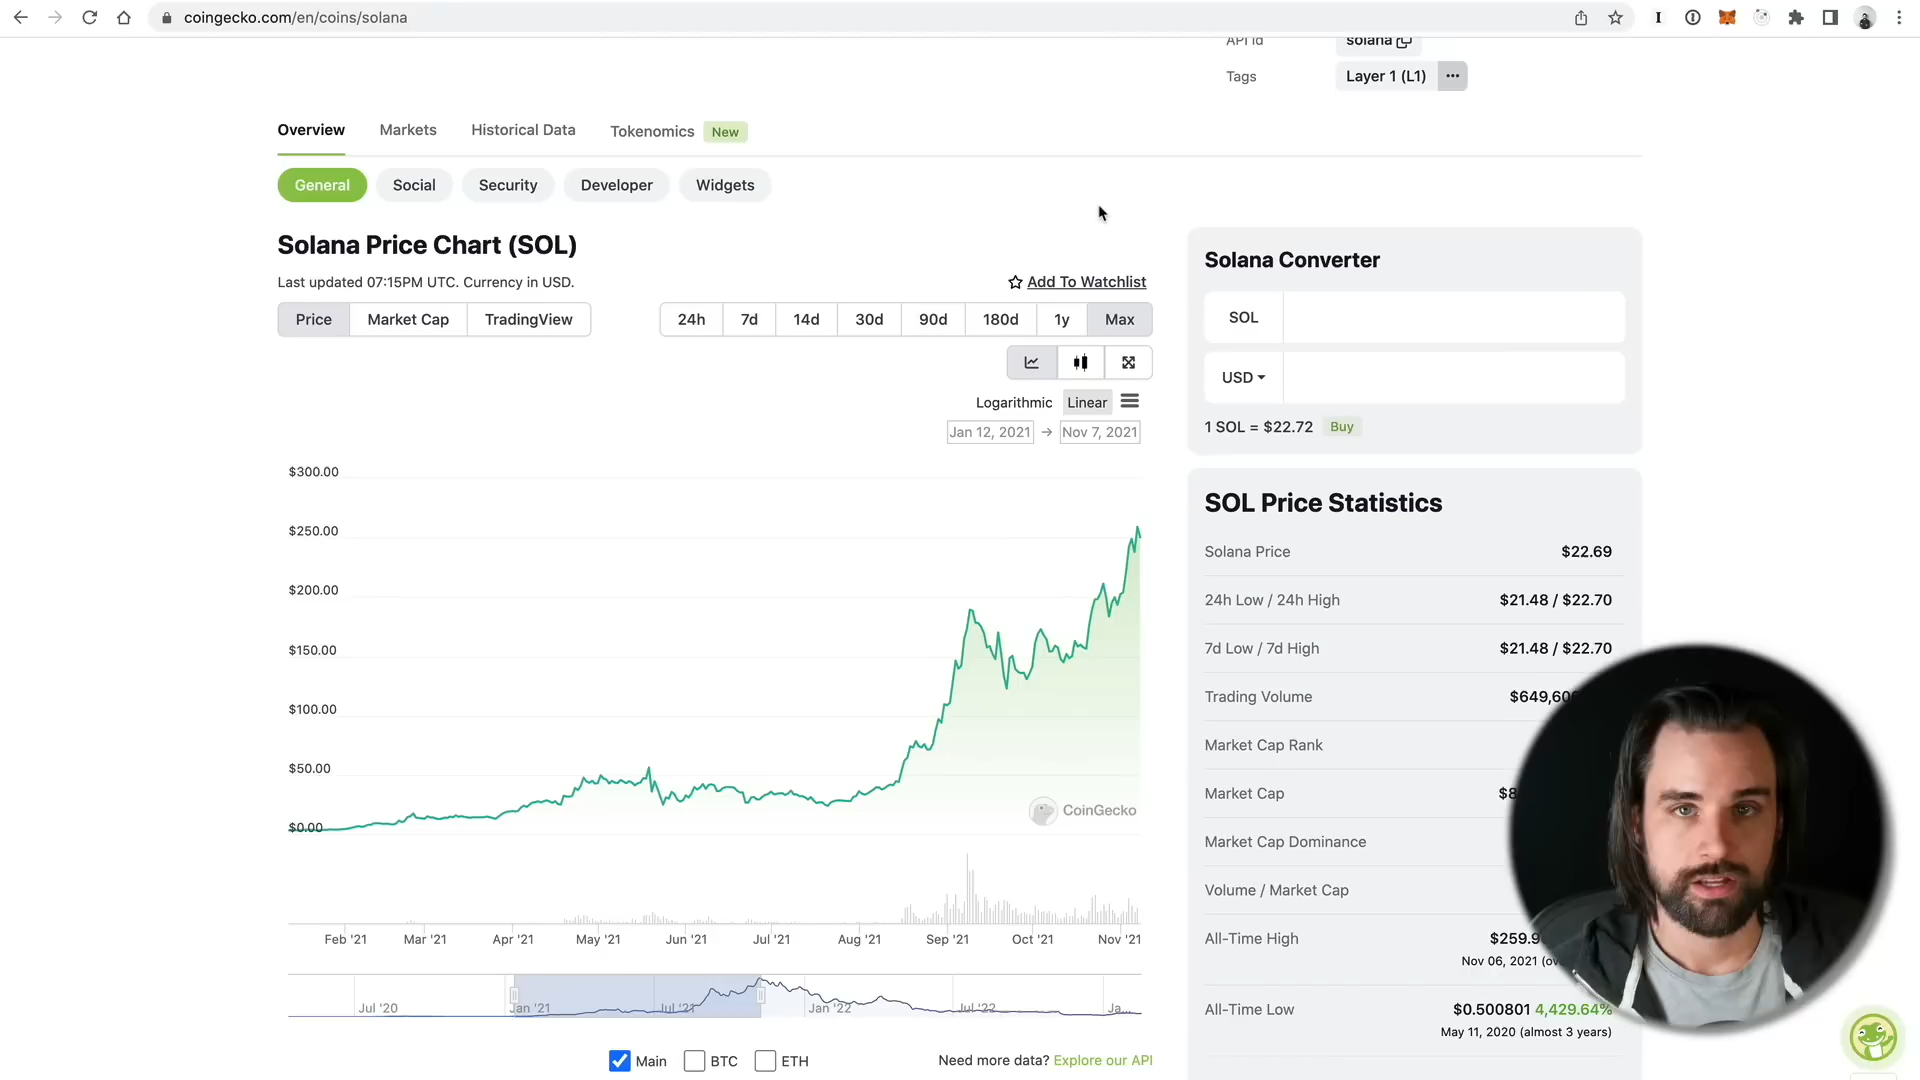 coingecko.com/en/coins/solana
API id solana
Tags Layer 1 (L1)
Overview Markets Historical Data Tokenomics New
General Social Security Developer Widgets
Solana Price Chart (SOL)
Last updated 07:15PM UTC. Currency in USD.
Add To Watchlist
Price Market Cap TradingView
24h 7d 14d 30d 90d 180d 1y Max
Logarithmic Linear
Jan 12, 2021 → Nov 7, 2021
$300.00
$250.00
$200.00
$150.00
$100.00
$50.00
$0.00
CoinGecko
Feb '21 Mar '21 Apr '21 May '21 Jun '21 Jul '21 Aug '21 Sep '21 Oct '21 Nov '21
Jul '20 Jan '21 Jul '21 Jan '22 Jul '22 Ja...
Main BTC ETH
Need more data? Explore our API
Solana Converter
SOL
USD
1 SOL = $22.72 Buy
SOL Price Statistics
Solana Price $22.69
24h Low / 24h High $21.48 / $22.70
7d Low / 7d High $21.48 / $22.70
Trading Volume $649,60
Market Cap Rank
Market Cap $8
Market Cap Dominance
Volume / Market Cap
All-Time High $259.9
Nov 06, 2021 (ov
All-Time Low $0.500801 4,429.64%
May 11, 2020 (almost 3 years)